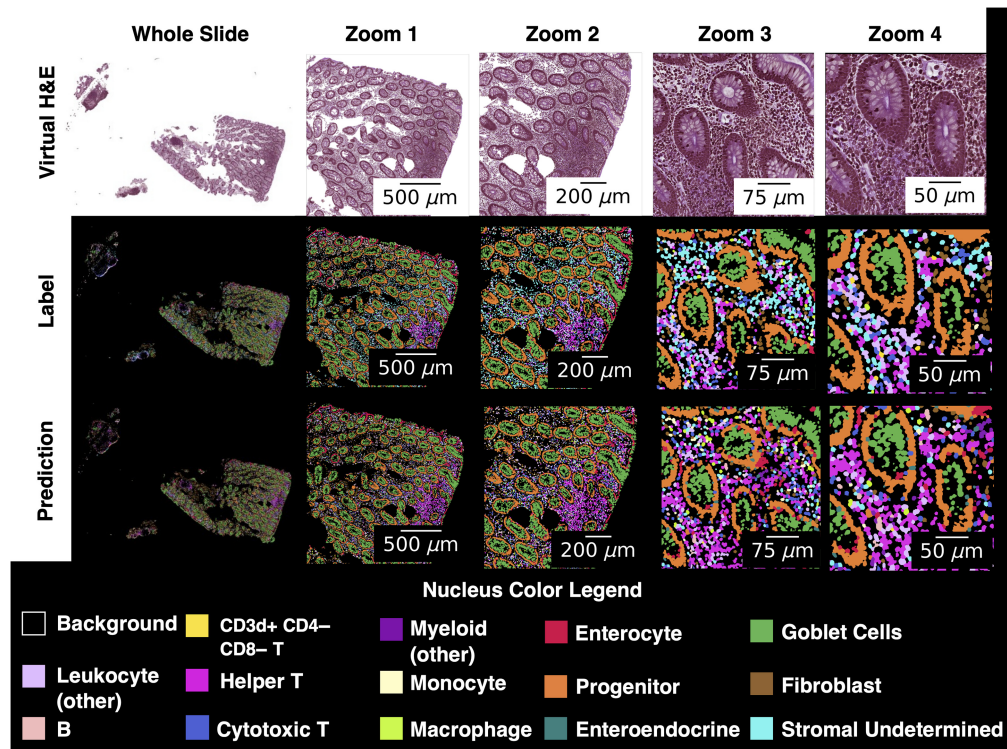 Whole Slide Zoom 1 Zoom 2 Zoom 3 Zoom 4
Virtual H&E
500 μm 200 μm 75 μm 50 μm
Label
500 μm 200 μm 75 μm 50 μm
Prediction
500 μm 200 μm 75 μm 50 μm
Nucleus Color Legend
Background
CD3d+ CD4–
CD8– T
Myeloid
(other)
Enterocyte
Goblet Cells
Leukocyte
(other)
Helper T
Monocyte
Progenitor
Fibroblast
B
Cytotoxic T
Macrophage
Enteroendocrine
Stromal Undetermined